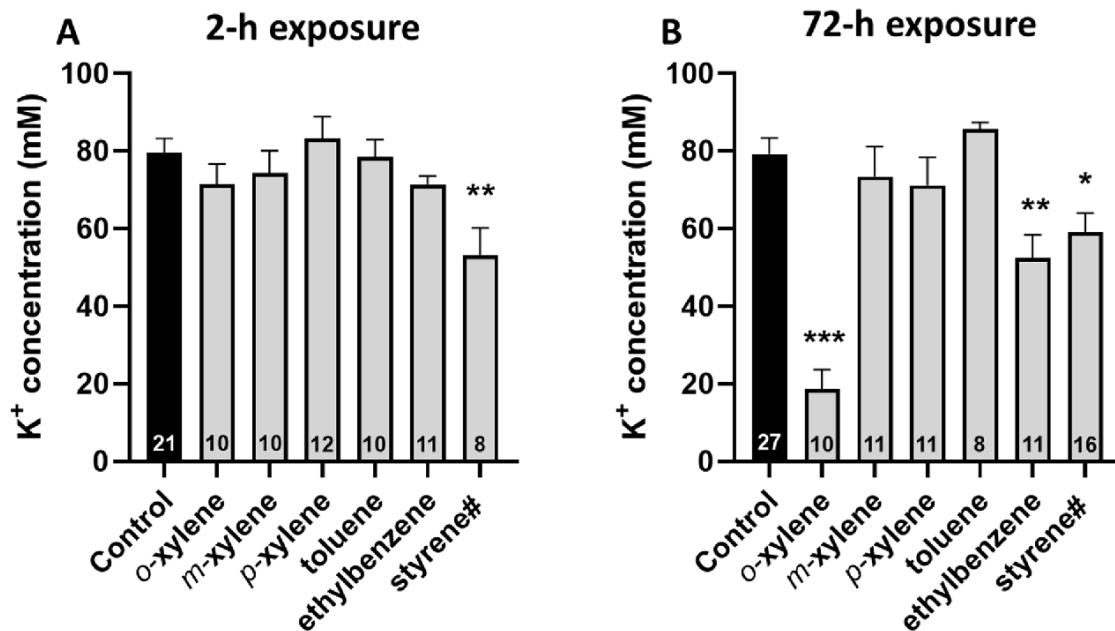 A
2-h exposure
K⁺ concentration (mM)
100
80
60
40
20
0
**
21
10
10
12
10
11
8
Control
o-xylene
m-xylene
p-xylene
toluene
ethylbenzene
styrene#
B
72-h exposure
K⁺ concentration (mM)
100
80
60
40
20
0
***
**
*
27
10
11
11
8
11
16
Control
o-xylene
m-xylene
p-xylene
toluene
ethylbenzene
styrene#